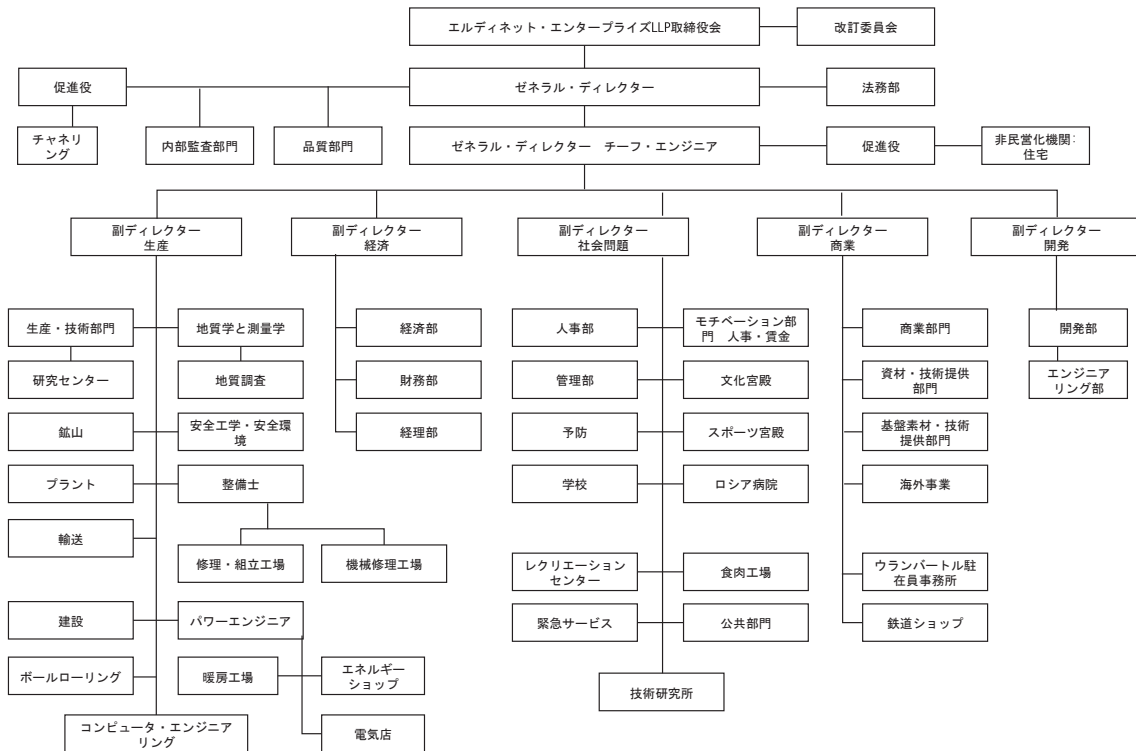 エルディネット・エンタープライズLLP取締役会
改訂委員会
促進役
ゼネラル・ディレクター
法務部
チャネリ
ング
内部監査部門
品質部門
ゼネラル・ディレクター　チーフ・エンジニア
促進役
非民営化機関:
住宅
副ディレクター
生産
副ディレクター
経済
副ディレクター
社会問題
副ディレクター
商業
副ディレクター
開発
生産・技術部門
地質学と測量学
経済部
人事部
モチベーション部
門　人事・賃金
商業部門
開発部
研究センター
地質調査
財務部
管理部
文化宮殿
資材・技術提供
部門
エンジニア
リング部
鉱山
安全工学・安全環
境
経理部
予防
スポーツ宮殿
基盤素材・技術
提供部門
プラント
整備士
学校
ロシア病院
海外事業
輸送
修理・組立工場
機械修理工場
レクリエーション
センター
食肉工場
ウランバートル駐
在員事務所
建設
パワーエンジニア
緊急サービス
公共部門
鉄道ショップ
ボールローリング
暖房工場
エネルギー
ショップ
技術研究所
コンピュータ・エンジニア
リング
電気店